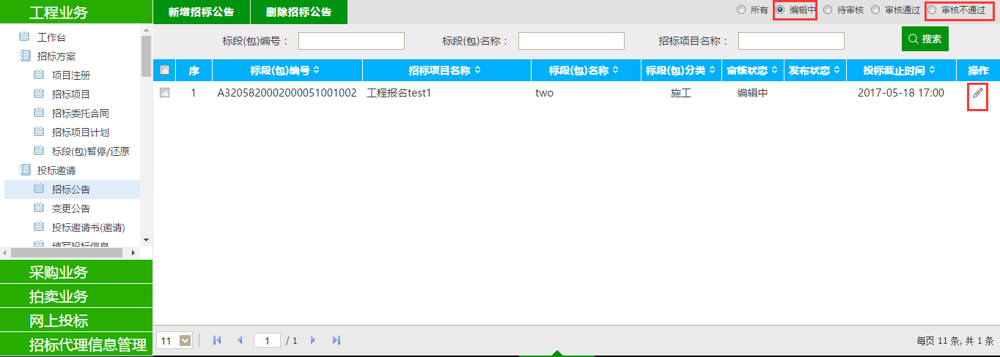 工程业务
工作台
招标方案
项目注册
招标项目
招标委托合同
招标项目计划
标段(包)暂停/还原
投标邀请
招标公告
变更公告
投标邀请书(邀请)
填写投标信息
采购业务
拍卖业务
网上投标
招标代理信息管理
新增招标公告 删除招标公告
所有 编辑中 待审核 审核通过 审核不通过
标段(包)编号： 标段(包)名称： 招标项目名称： 搜索
序 标段(包)编号 招标项目名称 标段(包)名称 标段(包)分类 审核状态 发布状态 投标截止时间 操作
1 A3205820002000051001002 工程报名test1 two 施工 编辑中 2017-05-18 17:00
11 1 / 1 每页 11 条, 共 1 条